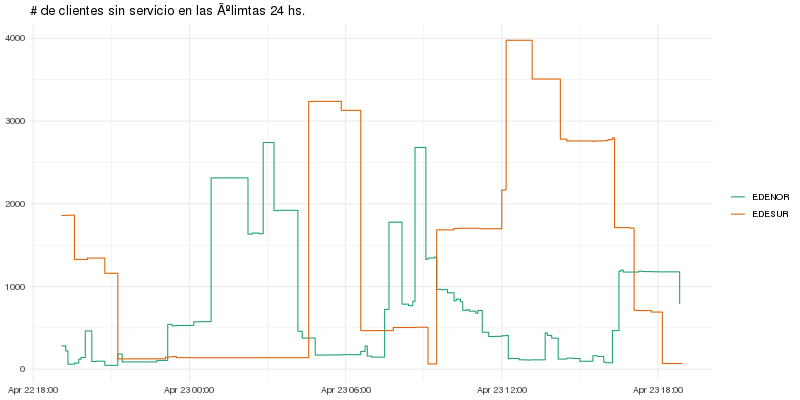 # de clientes sin servicio en las Ãºlimtas 24 hs.
4000
3000
2000
1000
0
Apr 22 18:00
Apr 23 00:00
Apr 23 06:00
Apr 23 12:00
Apr 23 18:00
EDENOR
EDESUR